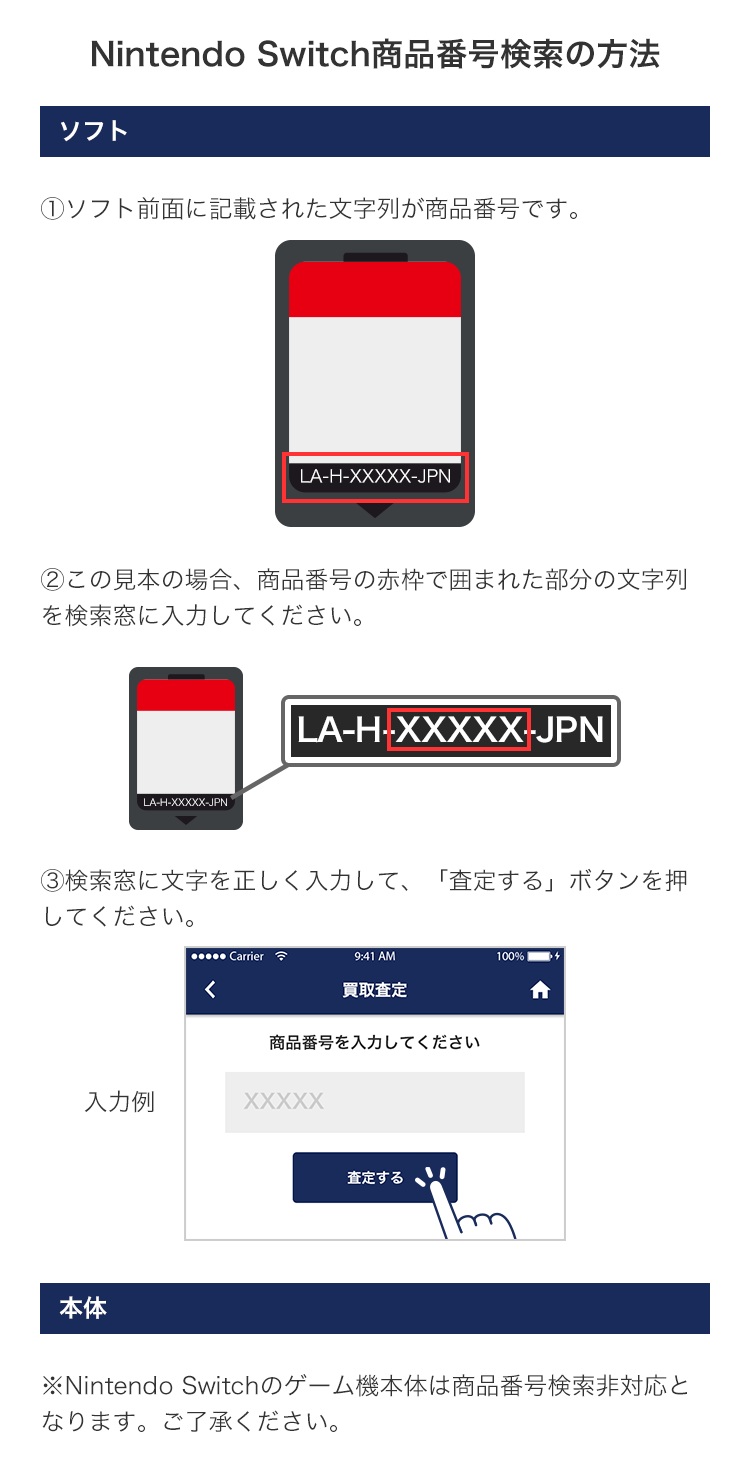 Nintendo Switch商品番号検索の方法
ソフト
①ソフト前面に記載された文字列が商品番号です。
LA-H-XXXXX-JPN
②この見本の場合、商品番号の赤枠で囲まれた部分の文字列
を検索窓に入力してください。
LA-H-XXXXX-JPN
LA-H-XXXXX-JPN
③検索窓に文字を正しく入力して、「査定する」ボタンを押
してください。
Carrier 9:41 AM 100%
買取査定
商品番号を入力してください
入力例
XXXXX
査定する
本体
※Nintendo Switchのゲーム機本体は商品番号検索非対応と
なります。ご了承ください。